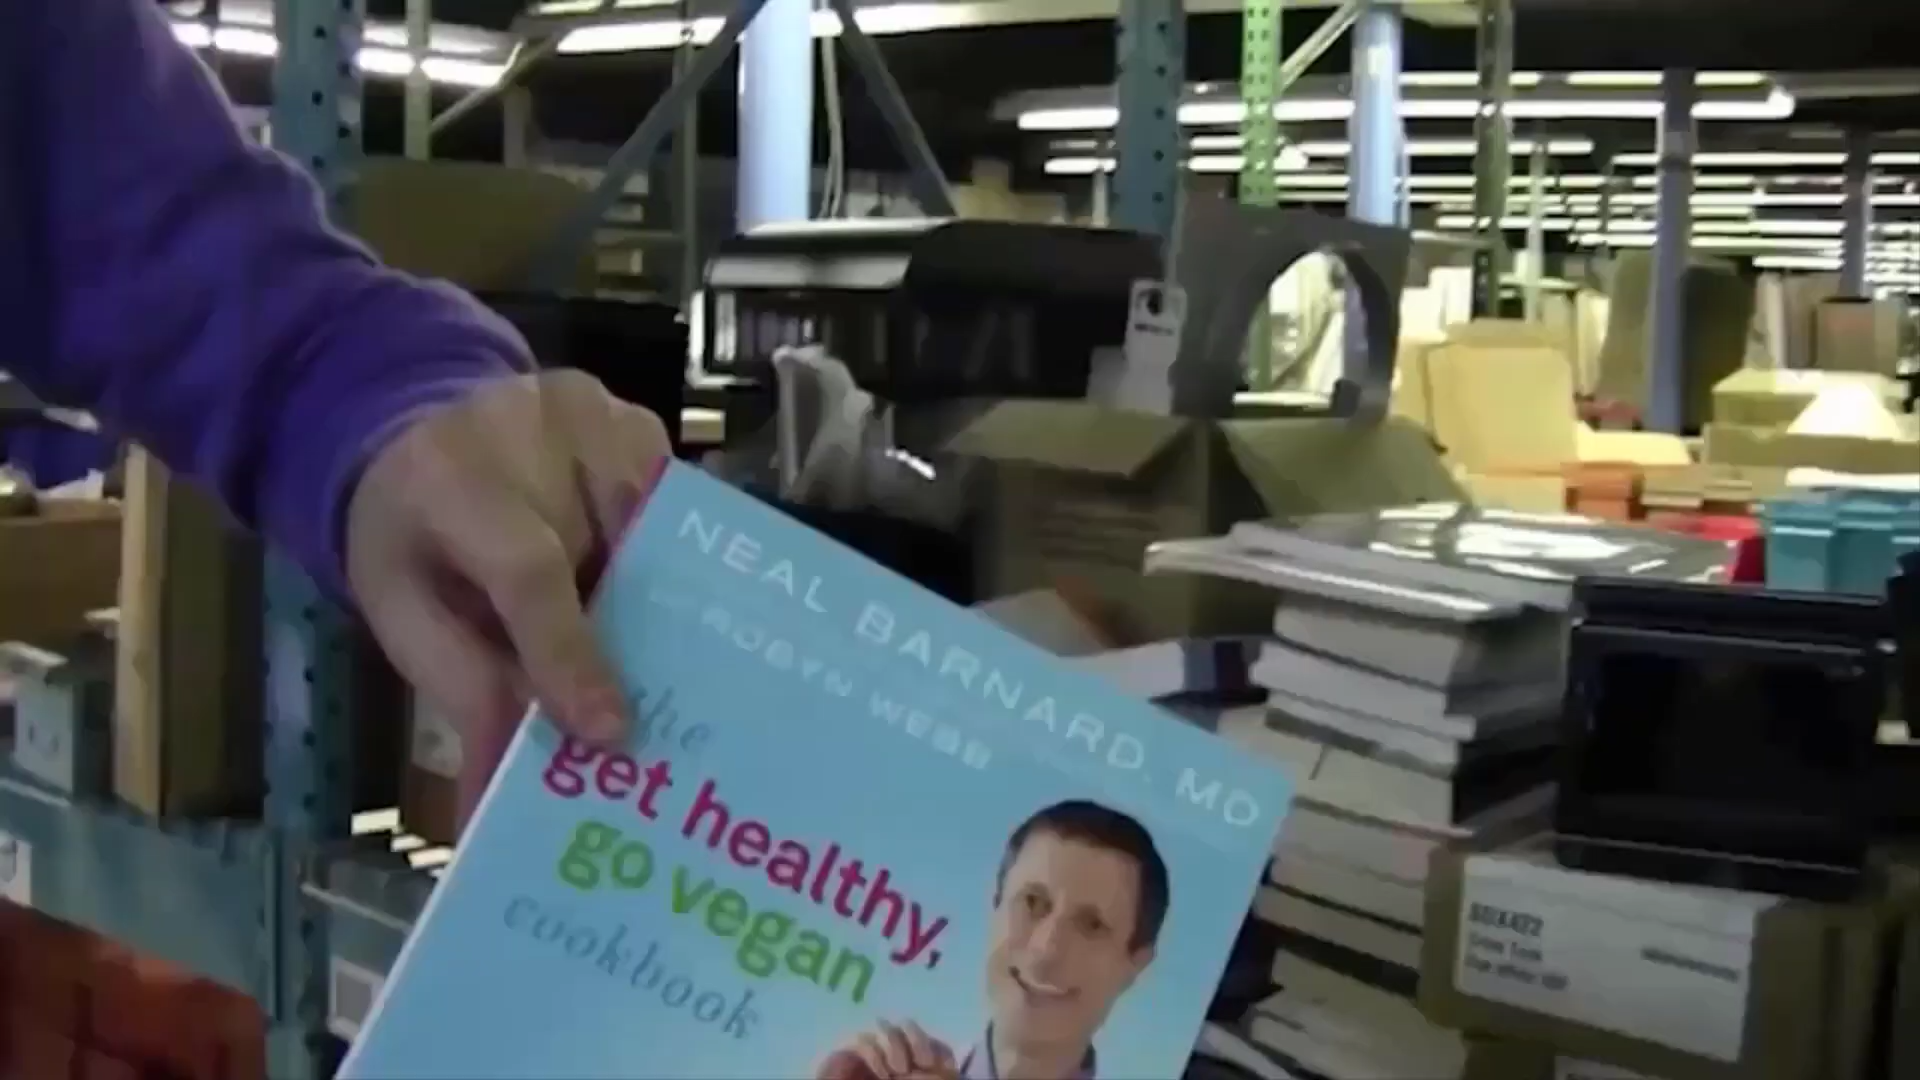 NEAL BARNARD, MD
ROBYN WEBB
the
get healthy,
go vegan
cookbook